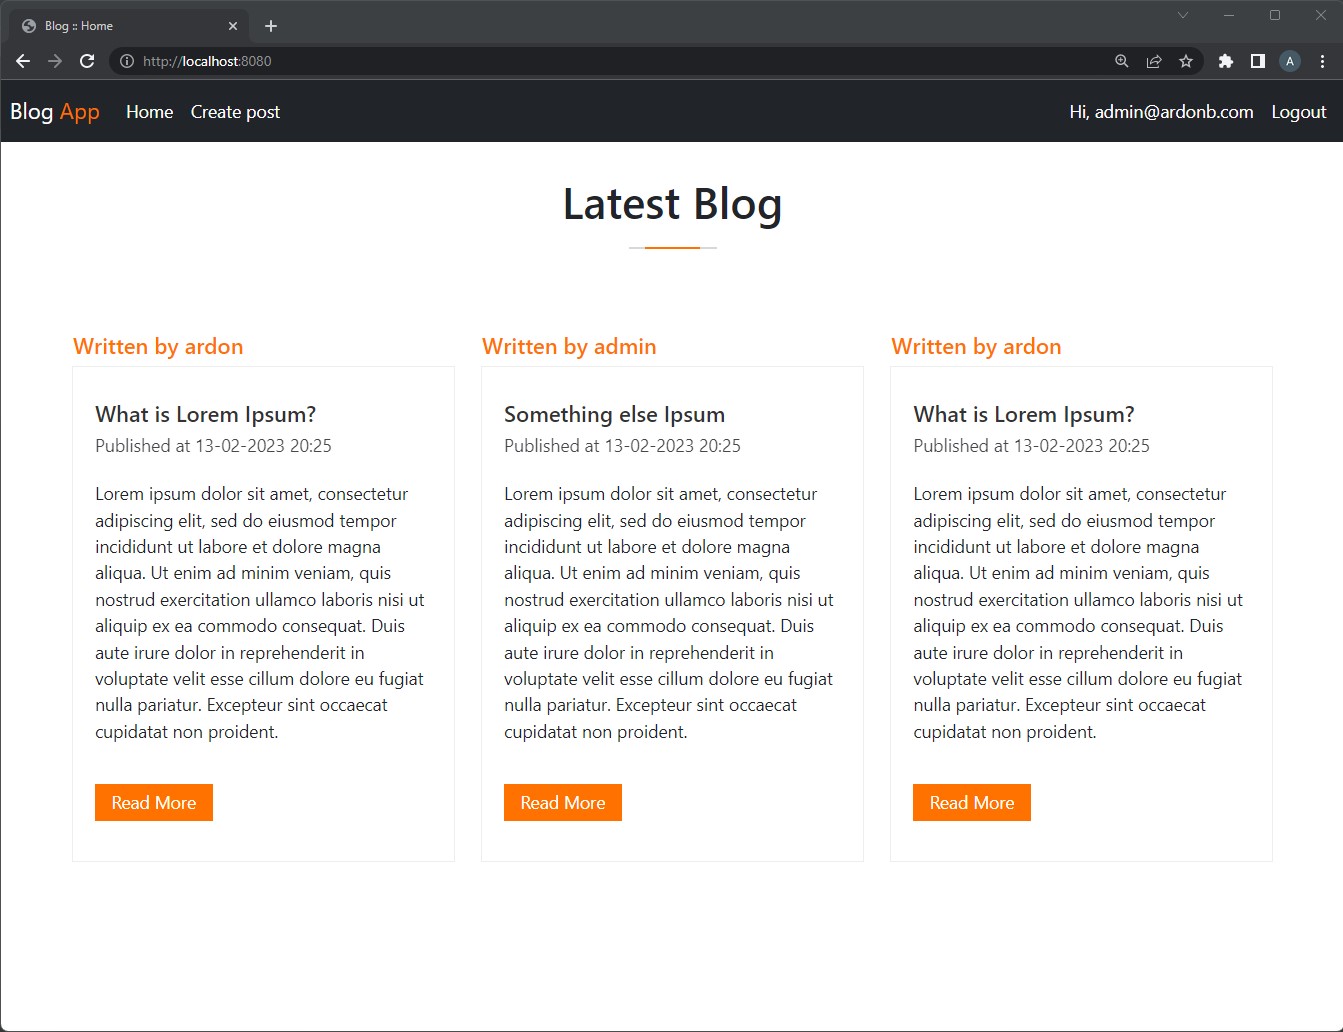 Blog :: Home
http://localhost:8080
A
Blog App Home Create post Hi, admin@ardonb.com Logout
Latest Blog
Written by ardon
What is Lorem Ipsum?
Published at 13-02-2023 20:25
Lorem ipsum dolor sit amet, consectetur
adipiscing elit, sed do eiusmod tempor
incididunt ut labore et dolore magna
aliqua. Ut enim ad minim veniam, quis
nostrud exercitation ullamco laboris nisi ut
aliquip ex ea commodo consequat. Duis
aute irure dolor in reprehenderit in
voluptate velit esse cillum dolore eu fugiat
nulla pariatur. Excepteur sint occaecat
cupidatat non proident.
Read More
Written by admin
Something else Ipsum
Published at 13-02-2023 20:25
Lorem ipsum dolor sit amet, consectetur
adipiscing elit, sed do eiusmod tempor
incididunt ut labore et dolore magna
aliqua. Ut enim ad minim veniam, quis
nostrud exercitation ullamco laboris nisi ut
aliquip ex ea commodo consequat. Duis
aute irure dolor in reprehenderit in
voluptate velit esse cillum dolore eu fugiat
nulla pariatur. Excepteur sint occaecat
cupidatat non proident.
Read More
Written by ardon
What is Lorem Ipsum?
Published at 13-02-2023 20:25
Lorem ipsum dolor sit amet, consectetur
adipiscing elit, sed do eiusmod tempor
incididunt ut labore et dolore magna
aliqua. Ut enim ad minim veniam, quis
nostrud exercitation ullamco laboris nisi ut
aliquip ex ea commodo consequat. Duis
aute irure dolor in reprehenderit in
voluptate velit esse cillum dolore eu fugiat
nulla pariatur. Excepteur sint occaecat
cupidatat non proident.
Read More